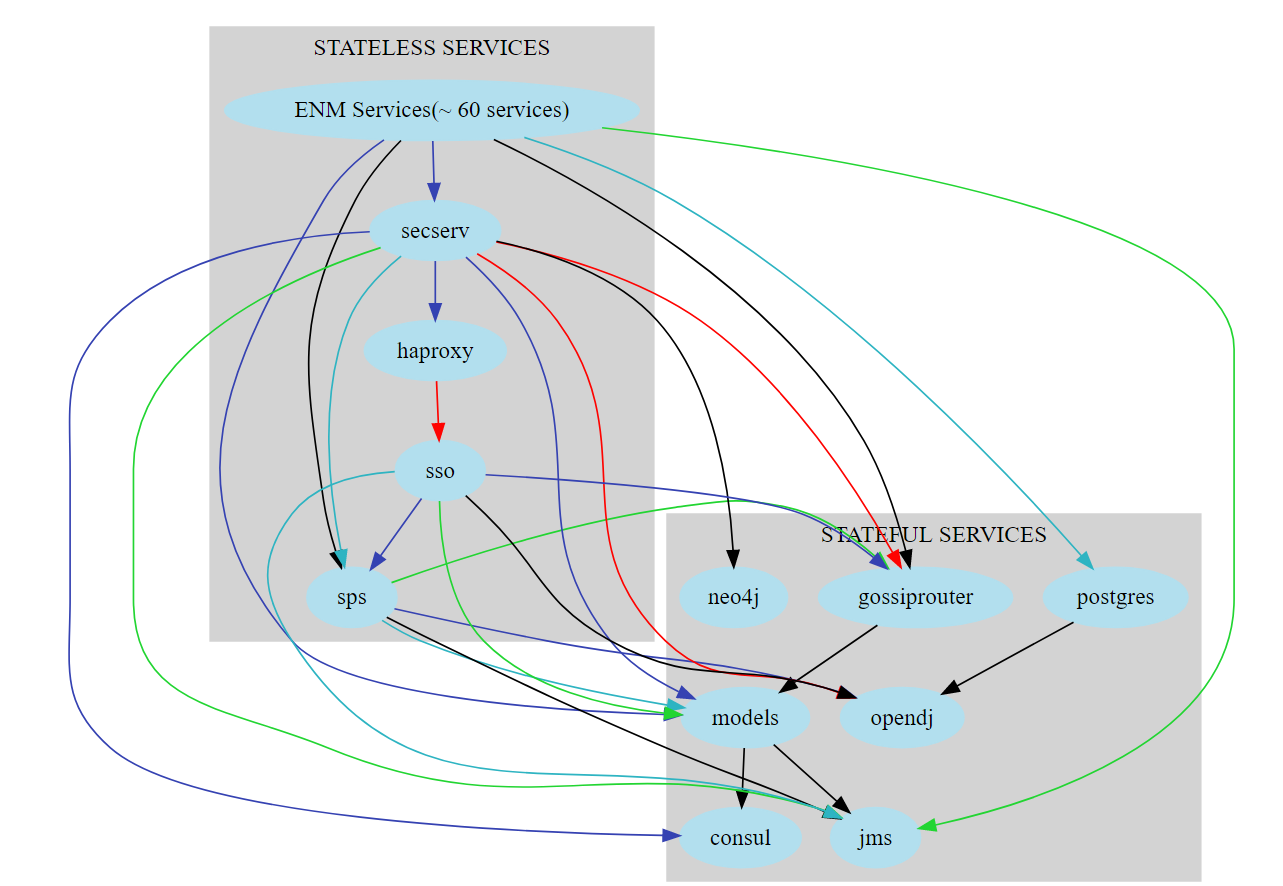 STATELESS SERVICES
ENM Services(~ 60 services)
secserv
haproxy
sso
sps
STATEFUL SERVICES
neo4j
gossiprouter
postgres
models
opendj
consul
jms